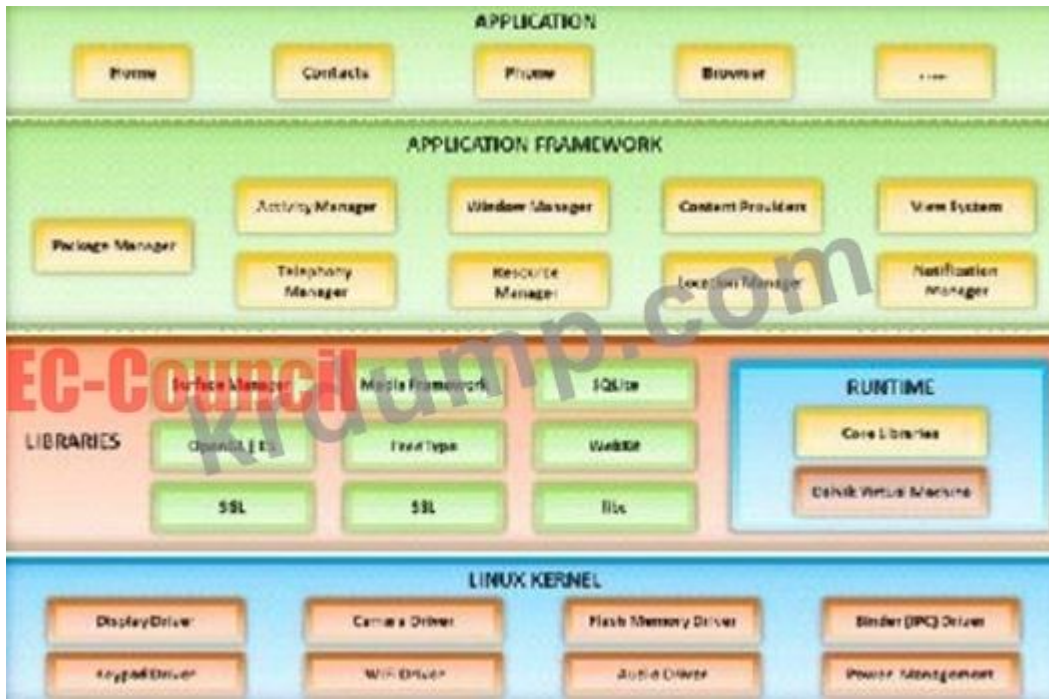 APPLICATION
Home
Contacts
Phone
Browser
....
APPLICATION FRAMEWORK
Package Manager
Activity Manager
Window Manager
Content Providers
View System
Telephony
Manager
Resource
Manager
Location Manager
Notification
Manager
EC-Council
krdump.com
LIBRARIES
Surface Manager
Media Framework
SQLite
OpenGL | ES
FreeType
WebKit
SSL
SSL
libc
RUNTIME
Core Libraries
Dalvik Virtual Machine
LINUX KERNEL
Display Driver
Camera Driver
Flash Memory Driver
Binder (IPC) Driver
Keypad Driver
WiFi Driver
Audio Driver
Power Management